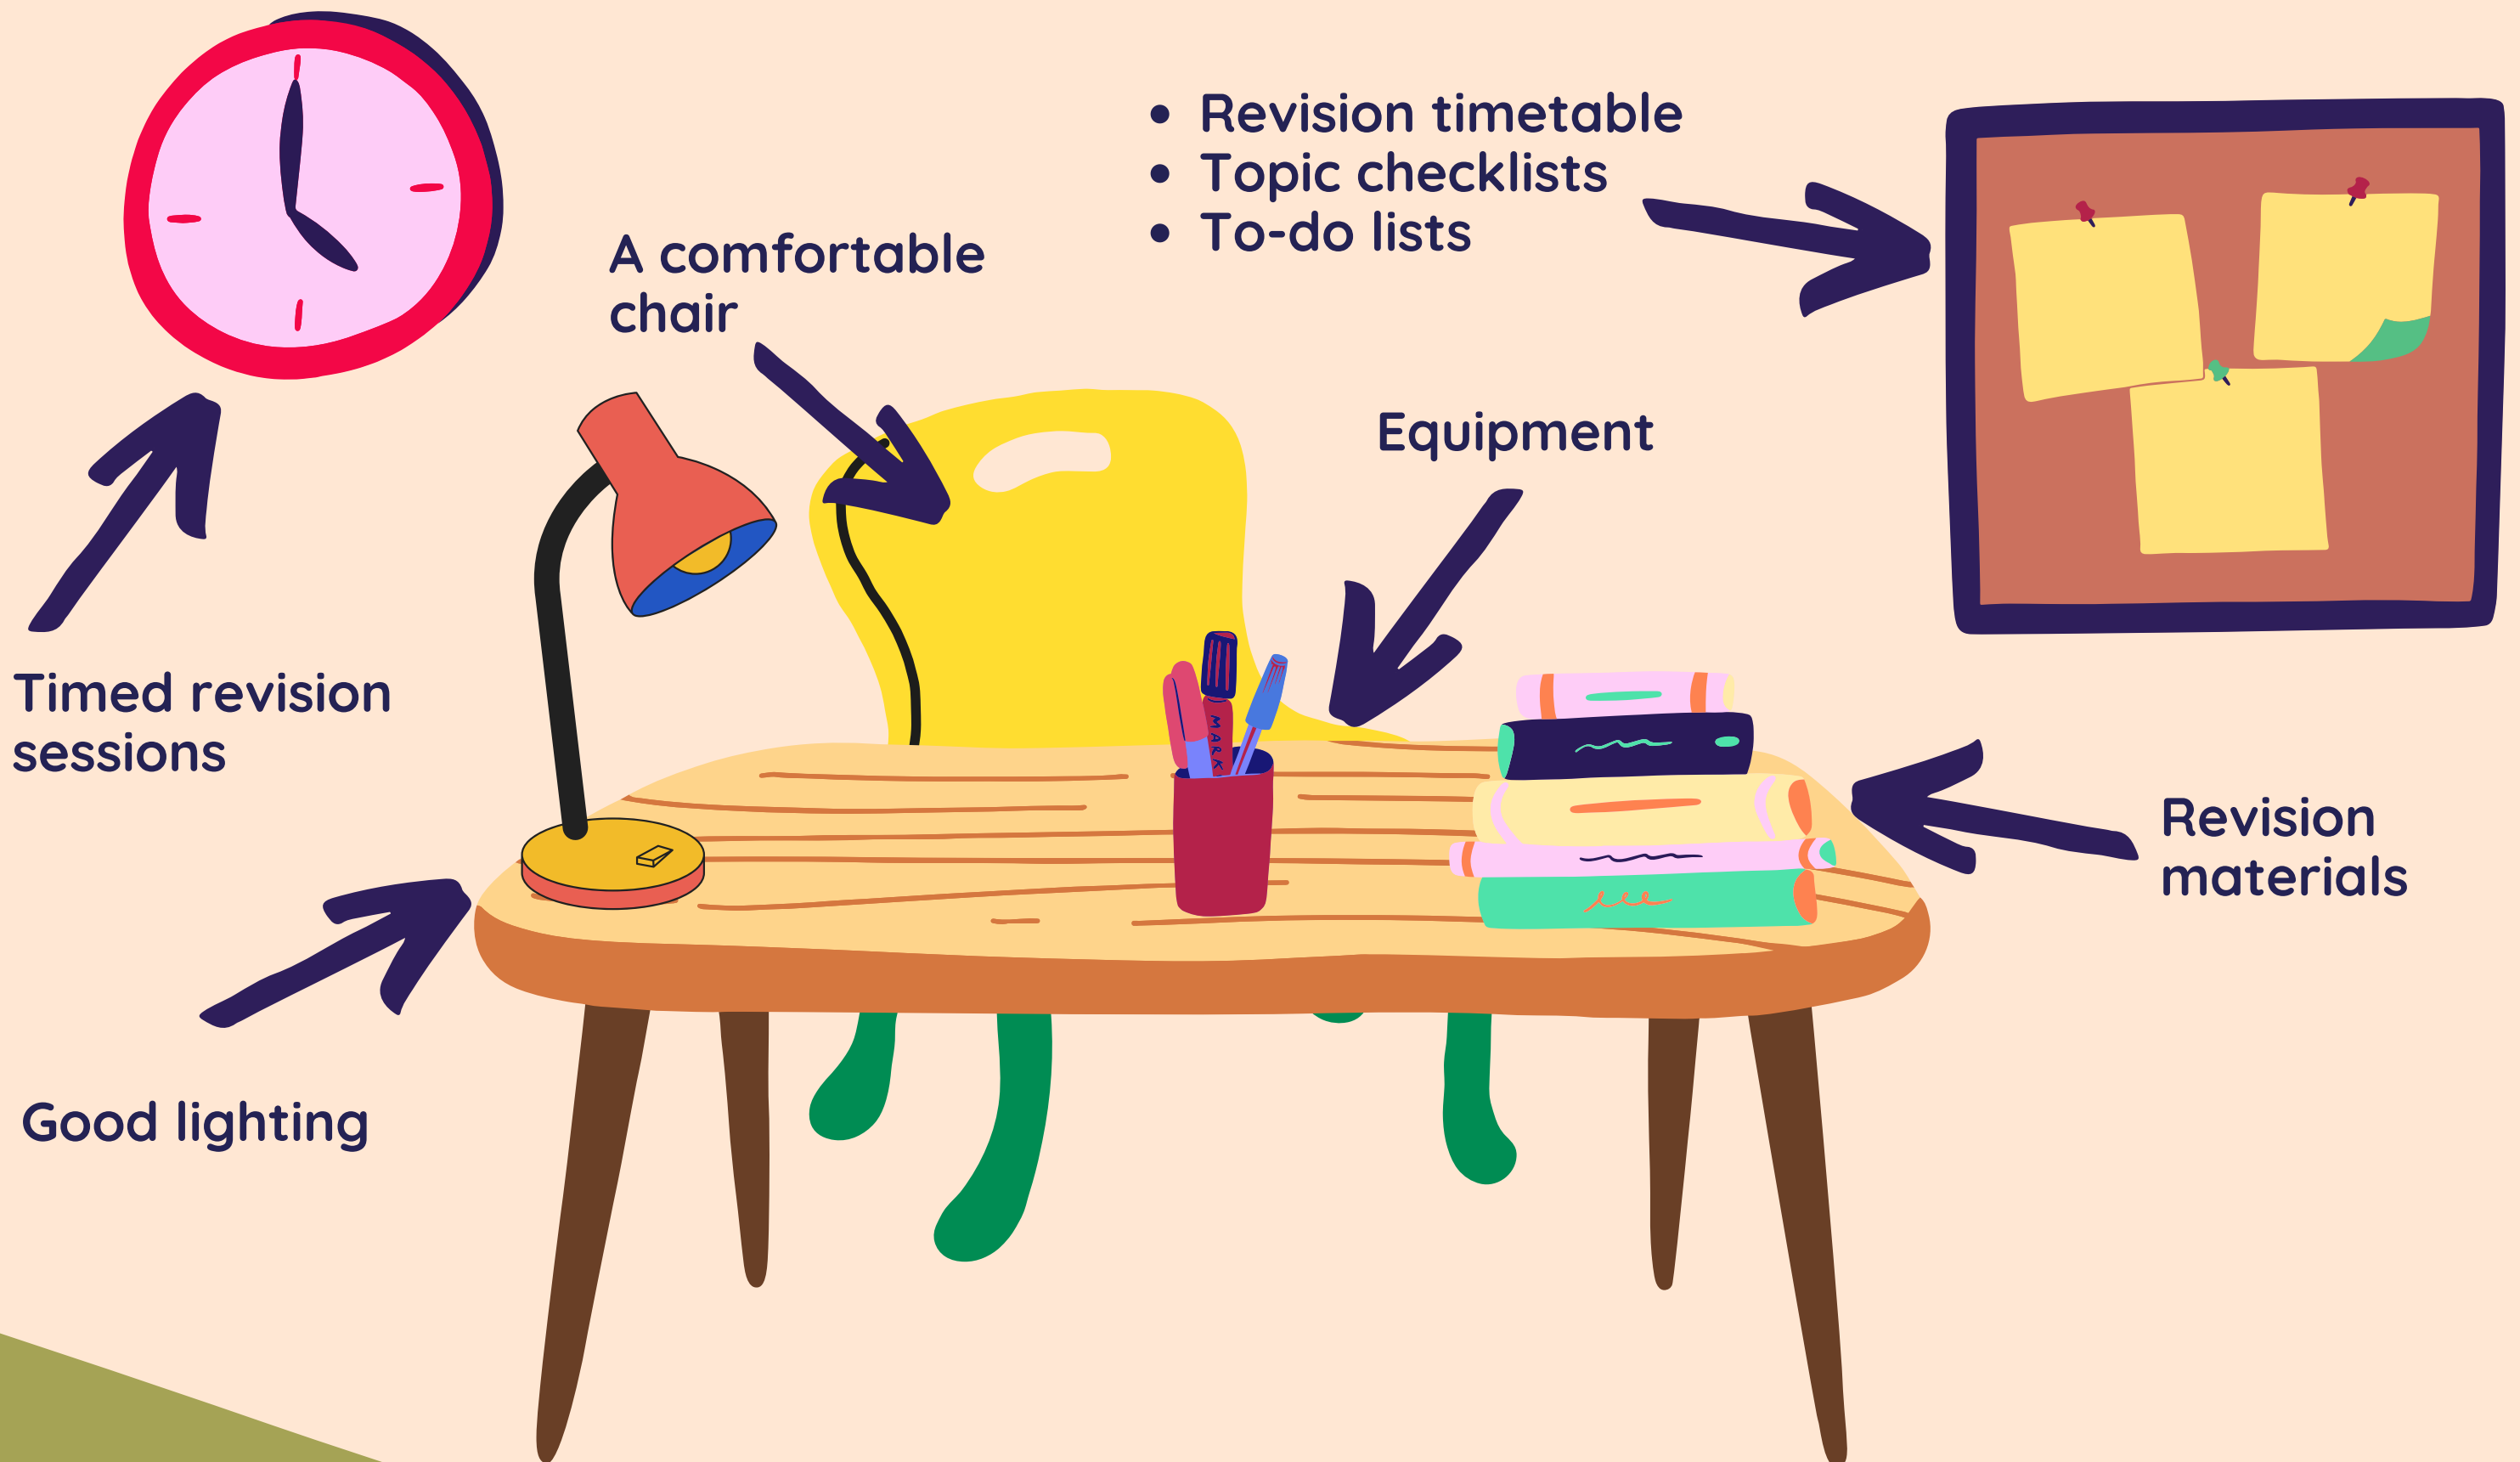 Revision timetable
Topic checklists
To-do lists
A comfortable
chair
Equipment
Timed revision
sessions
MARK
Revision
materials
Good lighting